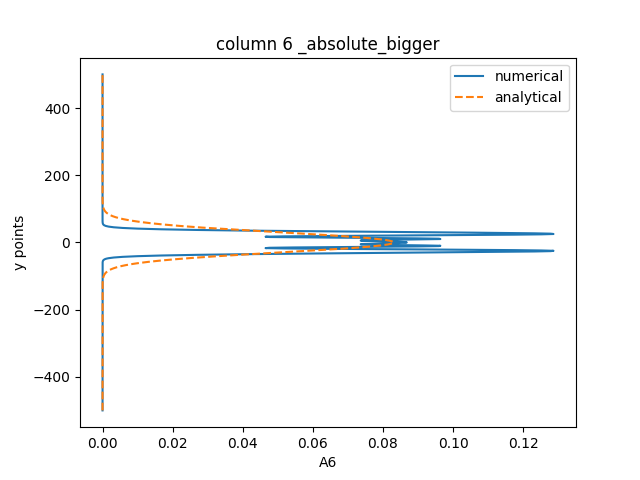 column 6 _absolute_bigger
numerical
analytical
400
200
0
−200
−400
y points
0.00 0.02 0.04 0.06 0.08 0.10 0.12
A6